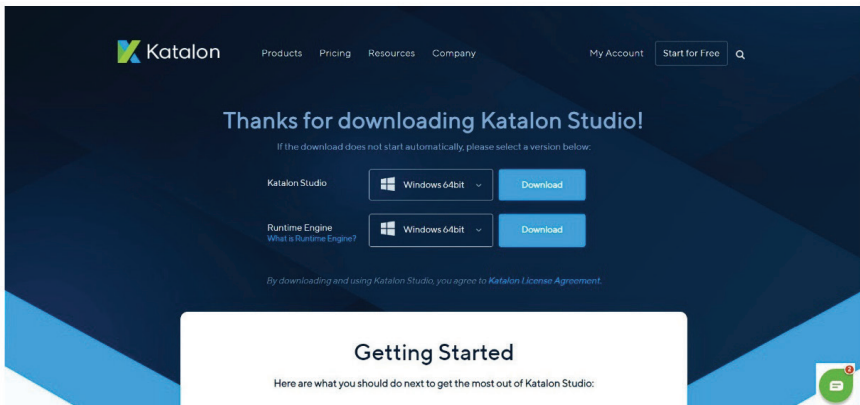 Katalon
Products Pricing Resources Company
My Account Start for Free
Thanks for downloading Katalon Studio!
If the download does not start automatically, please select a version below:
Katalon Studio Windows 64bit Download
Runtime Engine Windows 64bit Download
What is Runtime Engine?
By downloading and using Katalon Studio, you agree to Katalon License Agreement.
Getting Started
Here are what you should do next to get the most out of Katalon Studio:
2